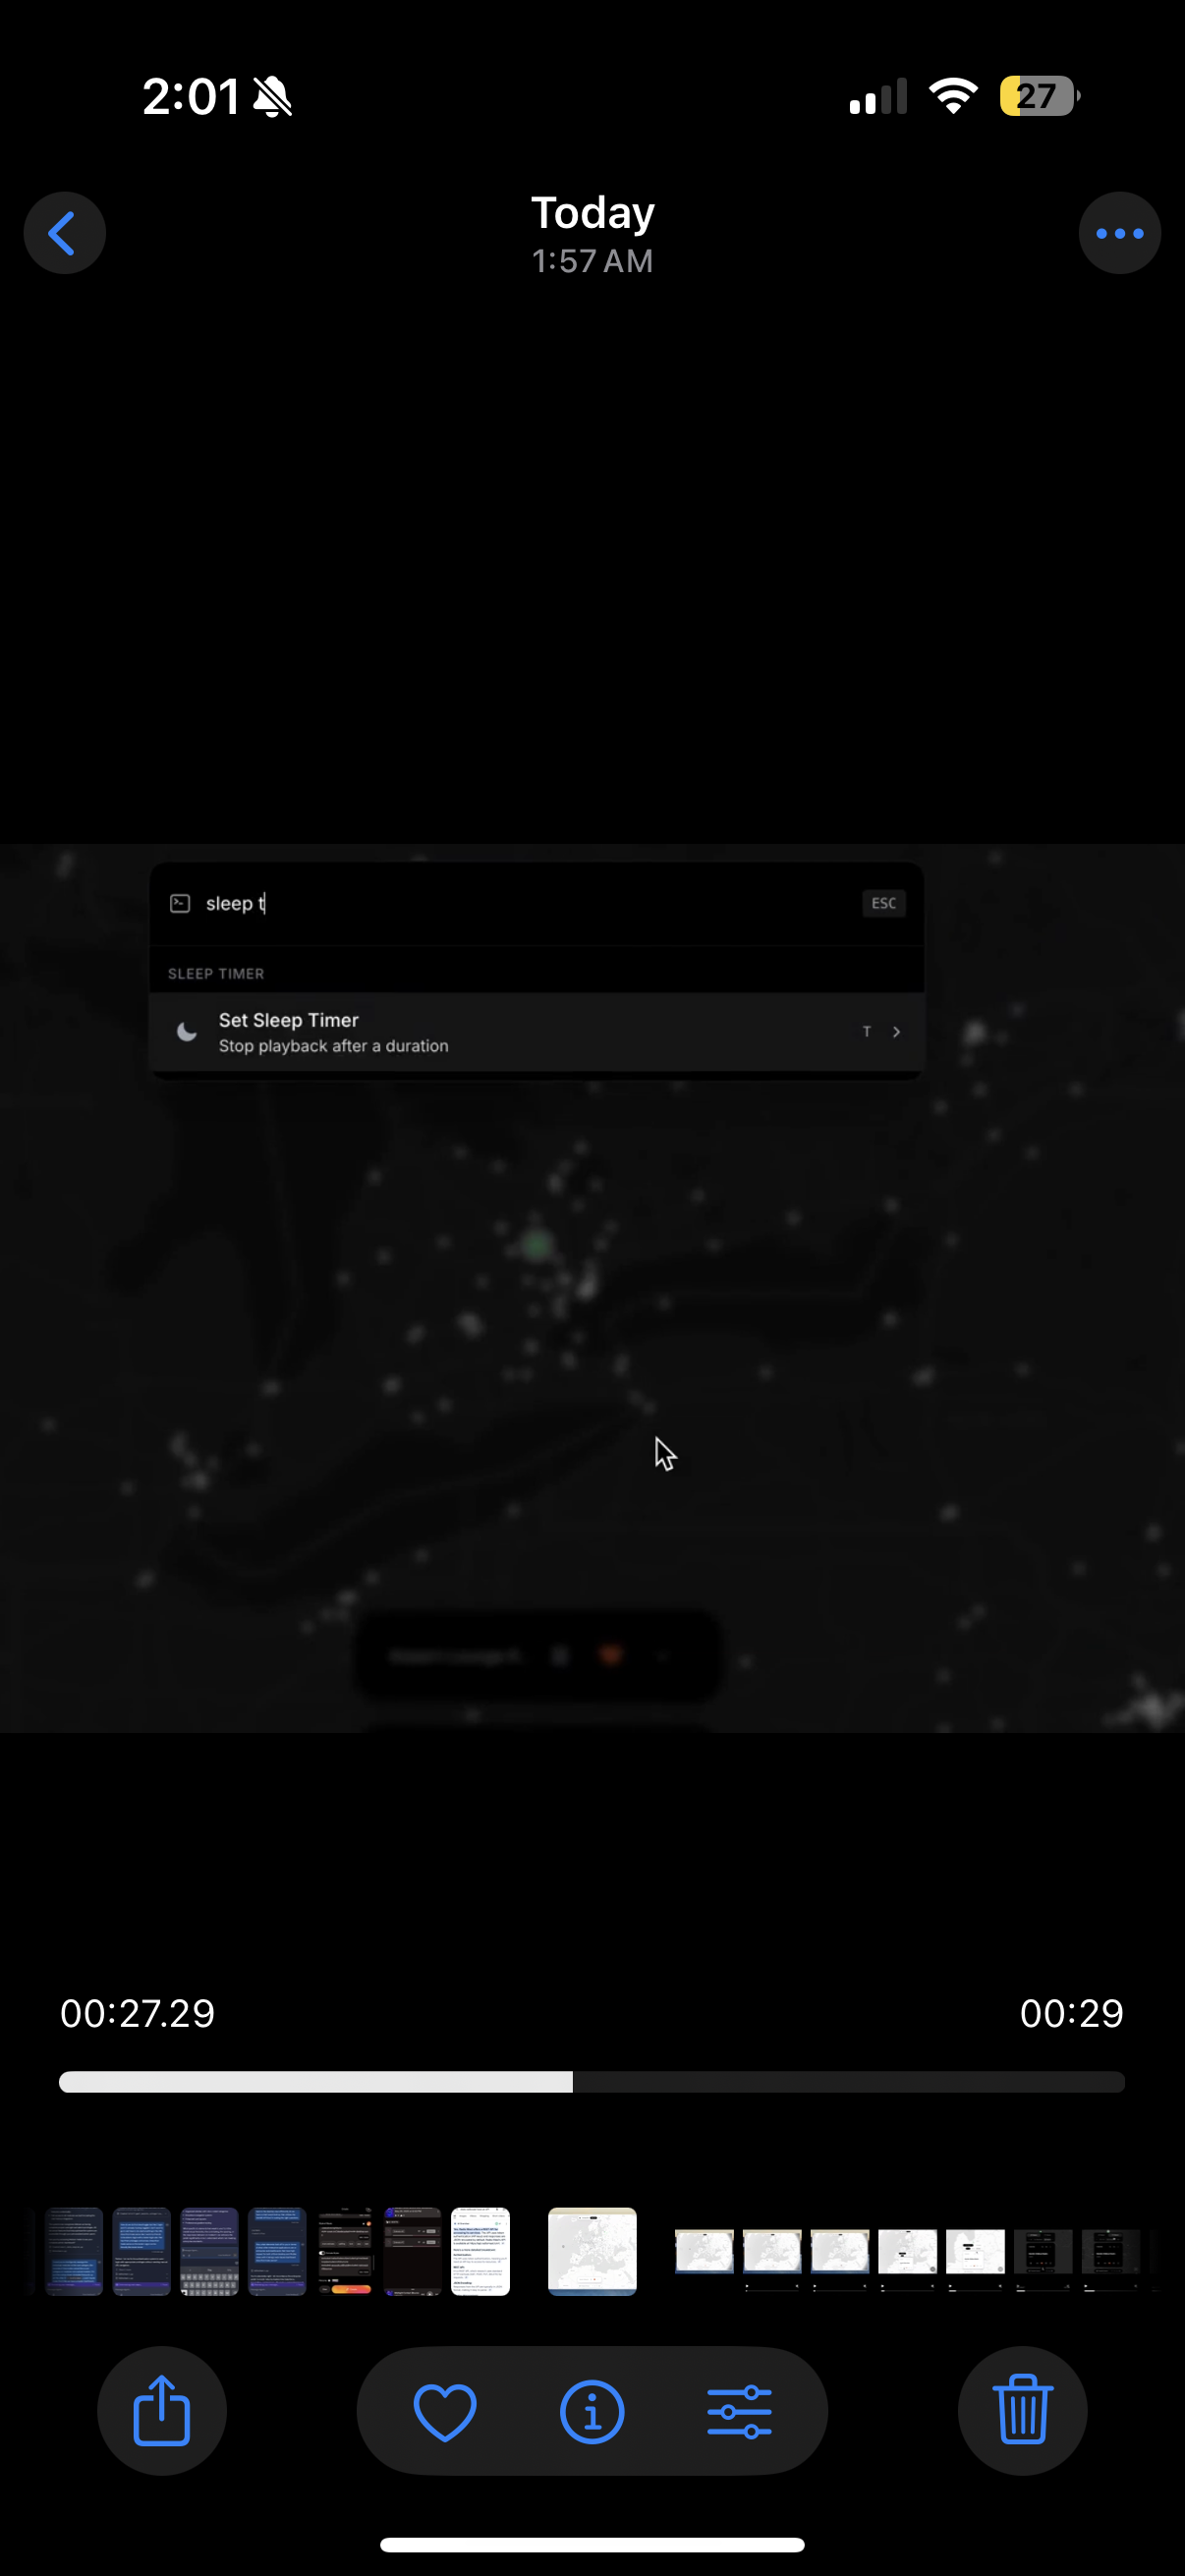 2:01
27
Today
1:57 AM
sleep t
ESC
SLEEP TIMER
Set Sleep Timer
T
Stop playback after a duration
00:27.29
00:29